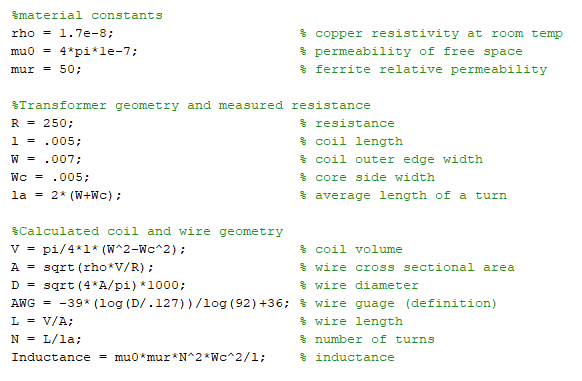 %material constants
rho = 1.7e-8; % copper resistivity at room temp
mu0 = 4*pi*1e-7; % permeability of free space
mur = 50; % ferrite relative permeability
%Transformer geometry and measured resistance
R = 250; % resistance
l = .005; % coil length
W = .007; % coil outer edge width
Wc = .005; % core side width
la = 2*(W+Wc); % average length of a turn
%Calculated coil and wire geometry
V = pi/4*l*(W^2-Wc^2); % coil volume
A = sqrt(rho*V/R); % wire cross sectional area
D = sqrt(4*A/pi)*1000; % wire diameter
AWG = -39*(log(D/.127))/log(92)+36; % wire guage (definition)
L = V/A; % wire length
N = L/la; % number of turns
Inductance = mu0*mur*N^2*Wc^2/l; % inductance